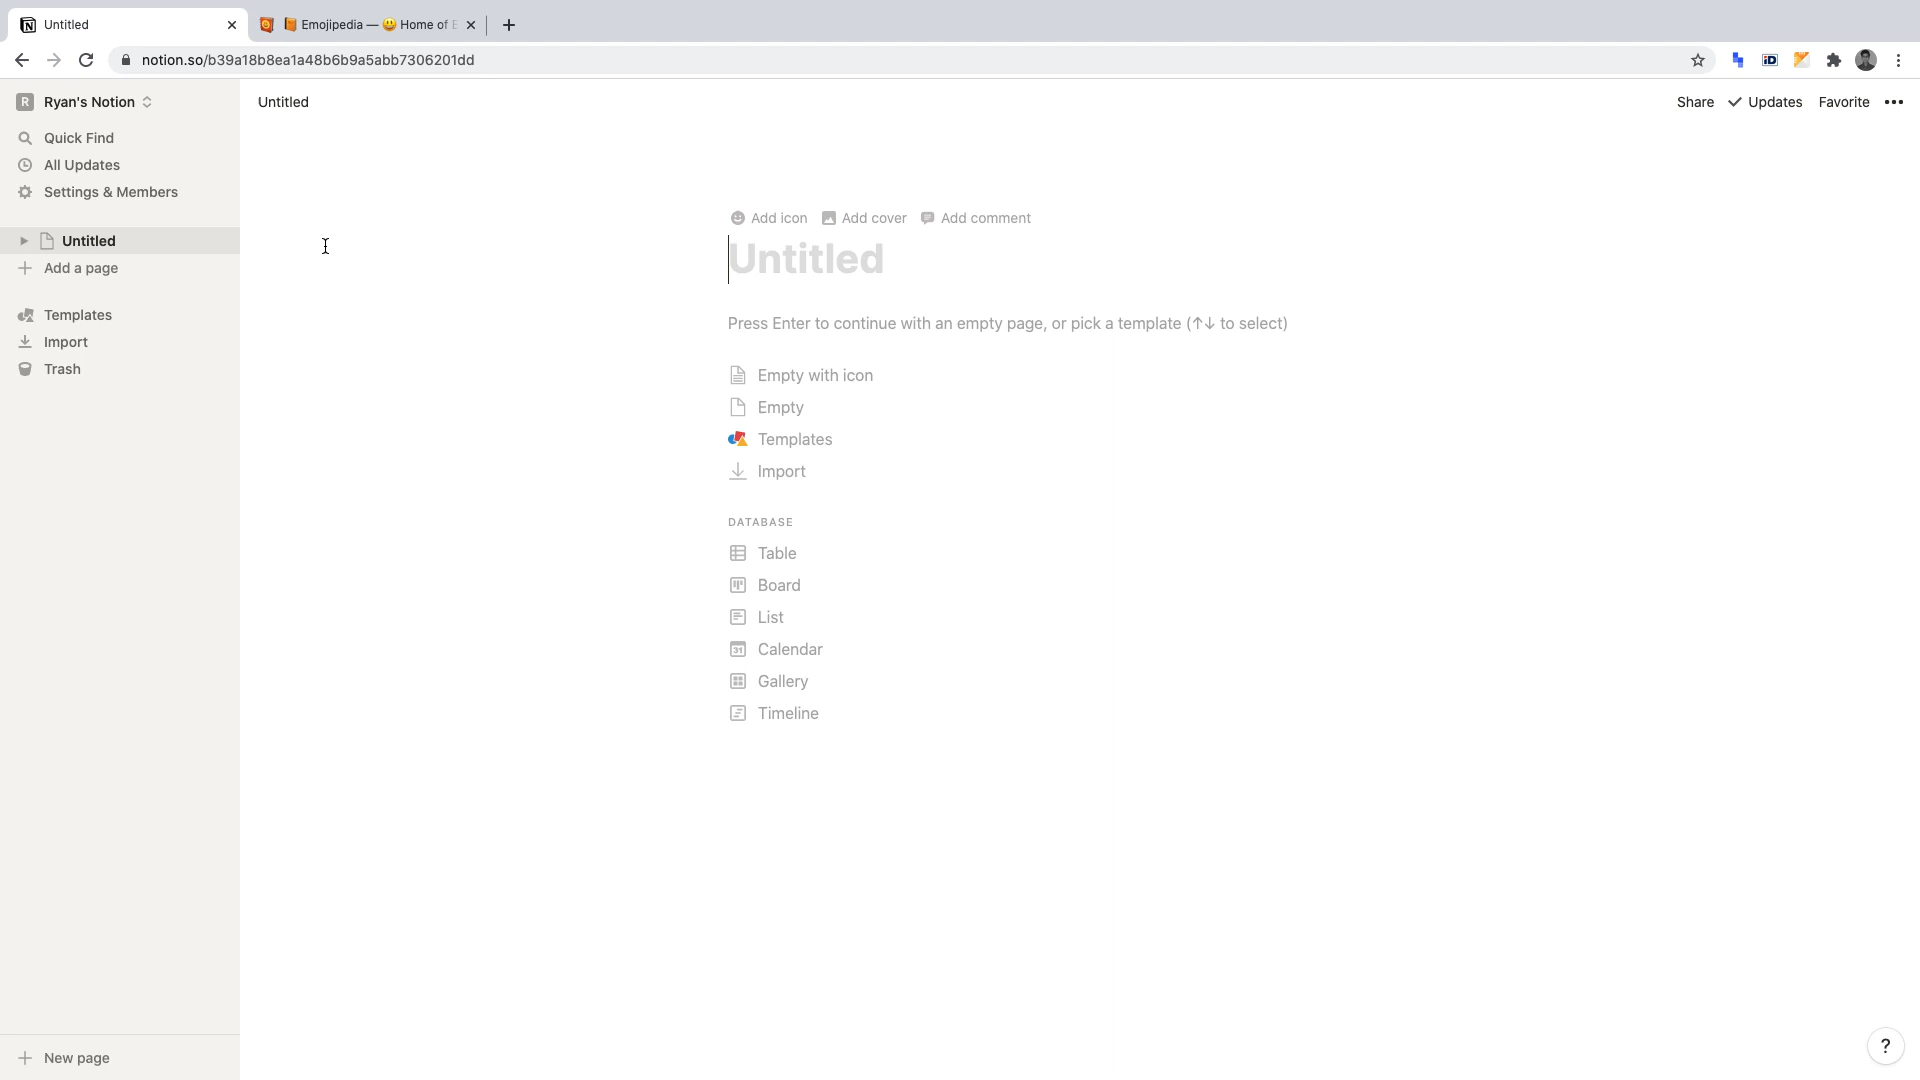 Untitled
Emojipedia — 😃 Home of E
notion.so/b39a18b8ea1a48b6b9a5abb7306201dd
R Ryan's Notion
Quick Find
All Updates
Settings & Members
Untitled
Add a page
Templates
Import
Trash
New page
Untitled
Share Updates Favorite •••
Add icon Add cover Add comment
Untitled
Press Enter to continue with an empty page, or pick a template (↑↓ to select)
Empty with icon
Empty
Templates
Import
DATABASE
Table
Board
List
31 Calendar
Gallery
Timeline
?